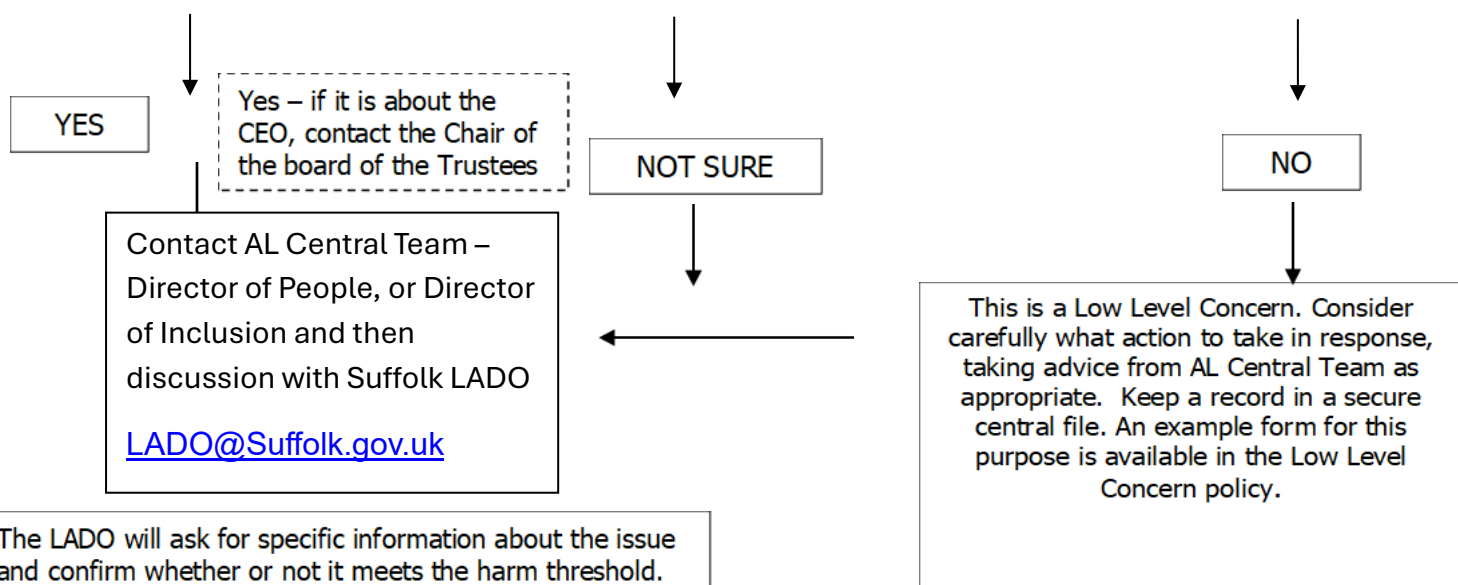 YES
Yes – if it is about the
CEO, contact the Chair of
the board of the Trustees
NOT SURE
NO
Contact AL Central Team –
Director of People, or Director
of Inclusion and then
discussion with Suffolk LADO
LADO@Suffolk.gov.uk
This is a Low Level Concern. Consider
carefully what action to take in response,
taking advice from AL Central Team as
appropriate.  Keep a record in a secure
central file. An example form for this
purpose is available in the Low Level
Concern policy.
The LADO will ask for specific information about the issue
and confirm whether or not it meets the harm threshold.